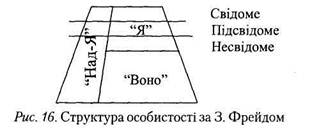 Свідоме
"Я"
Підсвідоме
Несвідоме
"Над-Я"
"Воно"
Рис. 16. Структура особистості за З. Фрейдом